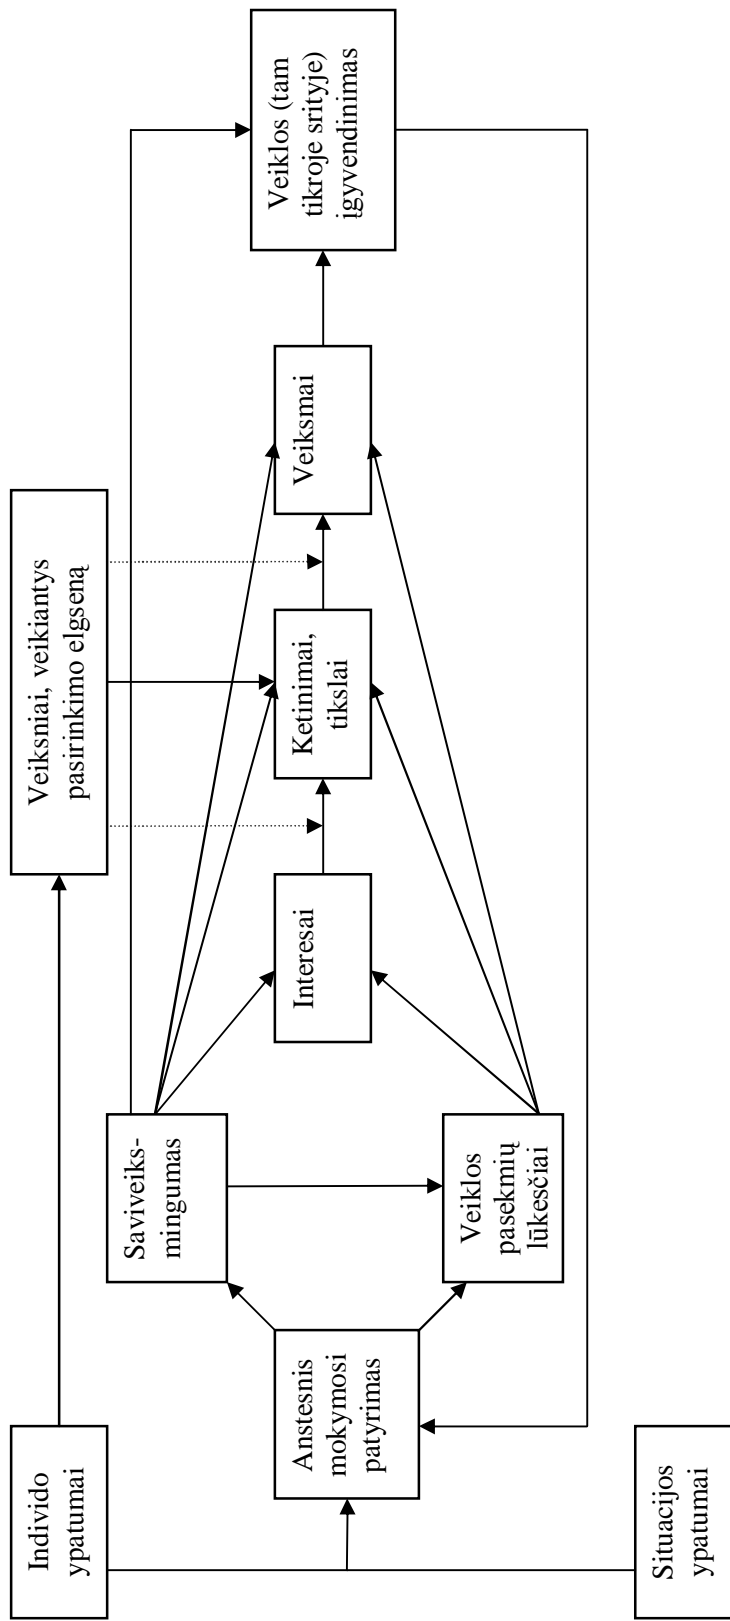 Individo
ypatumai
Veiksniai, veikiantys
pasirinkimo elgseną
Saviveiks-
mingumas
Anstesnis
mokymosi
patyrimas
Interesai
Ketinimai,
tikslai
Veiksmai
Veiklos (tam
tikroje srityje)
įgyvendinimas
Veiklos
pasekmių
lūkesčiai
Situacijos
ypatumai